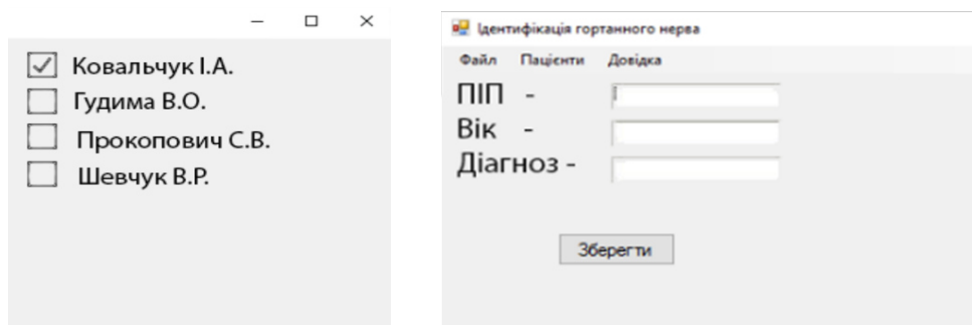 Ковальчук І.А.
Гудима В.О.
Прокопович С.В.
Шевчук В.Р.
Ідентифікація гортанного нерва
Файл Пацієнти Довідка
ПІП -
Вік -
Діагноз -
Зберегти